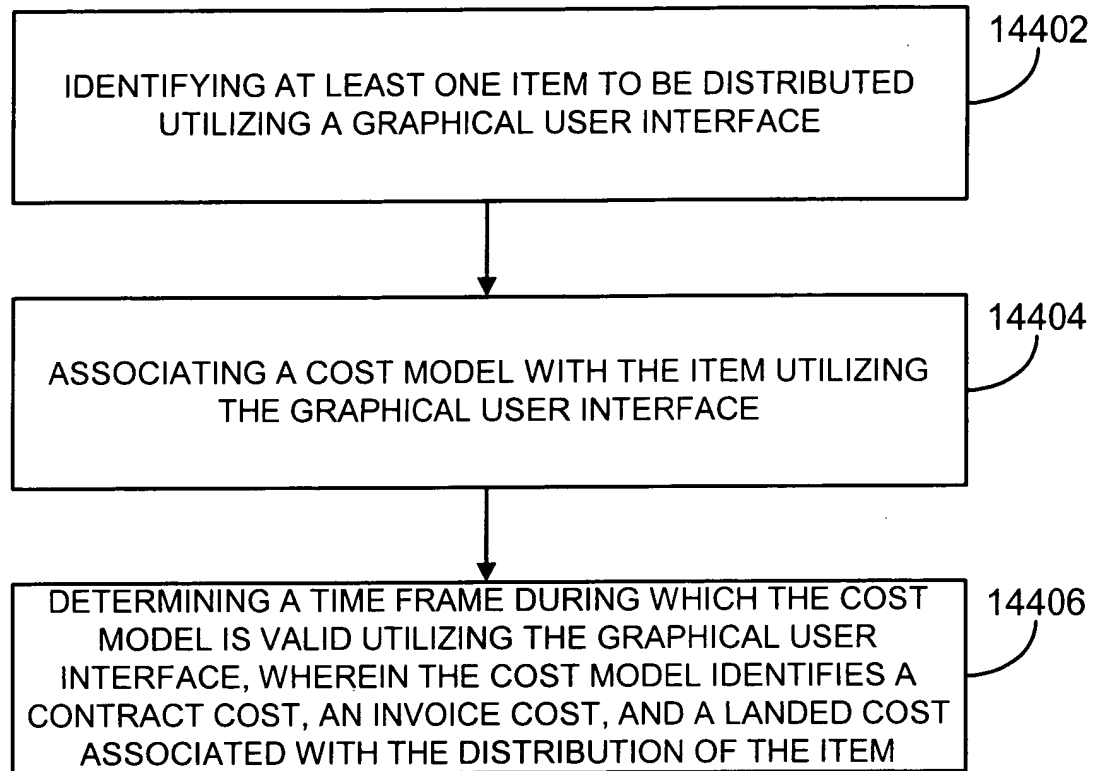 14402
IDENTIFYING AT LEAST ONE ITEM TO BE DISTRIBUTED
UTILIZING A GRAPHICAL USER INTERFACE
14404
ASSOCIATING A COST MODEL WITH THE ITEM UTILIZING
THE GRAPHICAL USER INTERFACE
14406
DETERMINING A TIME FRAME DURING WHICH THE COST
MODEL IS VALID UTILIZING THE GRAPHICAL USER
INTERFACE, WHEREIN THE COST MODEL IDENTIFIES A
CONTRACT COST, AN INVOICE COST, AND A LANDED COST
ASSOCIATED WITH THE DISTRIBUTION OF THE ITEM